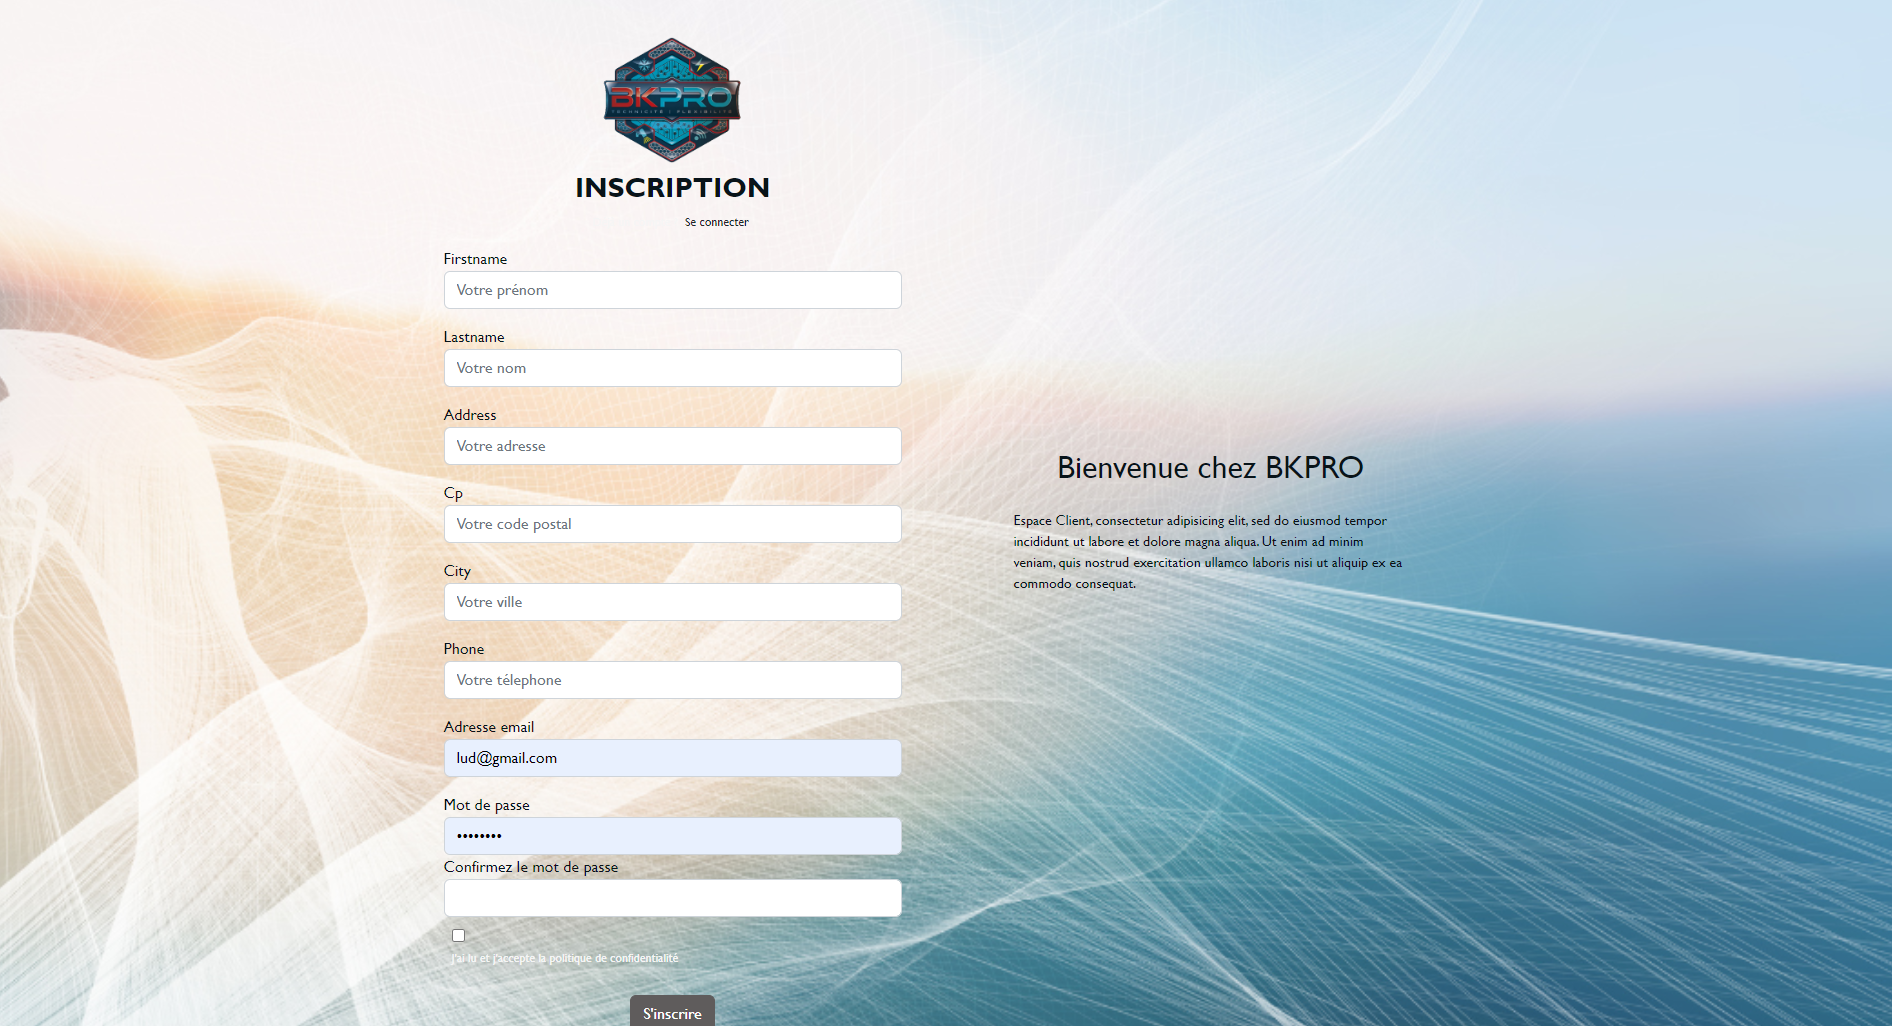 BKPRO
TECHNICITÉ | FLEXIBILITÉ
INSCRIPTION
Se connecter
Firstname
Votre prénom
Lastname
Votre nom
Address
Votre adresse
Cp
Votre code postal
City
Votre ville
Phone
Votre télephone
Adresse email
lud@gmail.com
Mot de passe
••••••••
Confirmez le mot de passe
J'ai lu et j'accepte la politique de confidentialité
S'inscrire
Bienvenue chez BKPRO
Espace Client, consectetur adipisicing elit, sed do eiusmod tempor
incididunt ut labore et dolore magna aliqua. Ut enim ad minim
veniam, quis nostrud exercitation ullamco laboris nisi ut aliquip ex ea
commodo consequat.